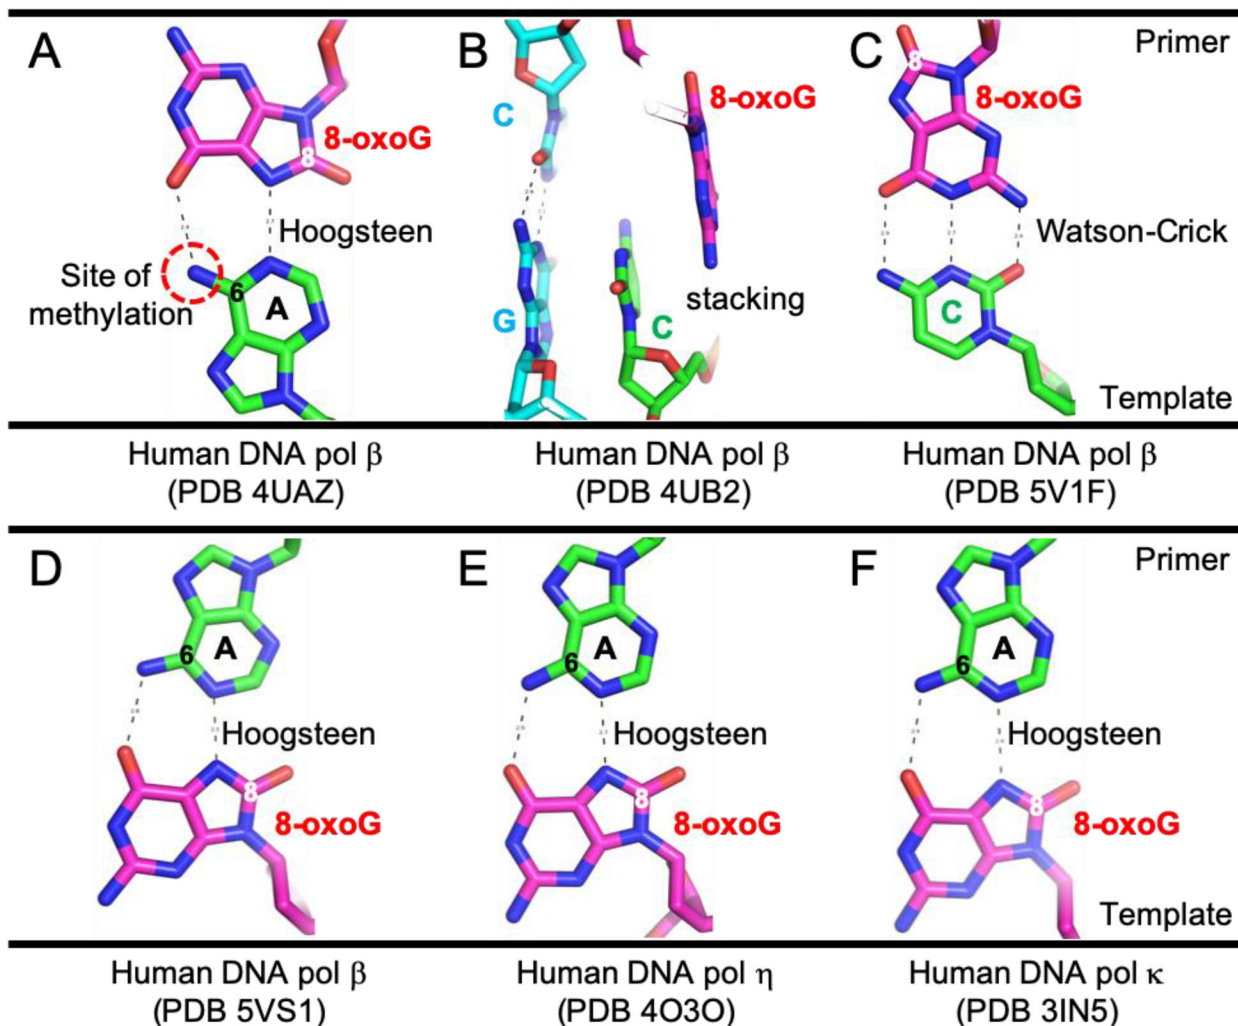 A
8-oxoG
8
Hoogsteen
Site of
methylation
6
A
B
C
8-oxoG
G
C
stacking
C
Primer
8
8-oxoG
Watson-Crick
C
Template
Human DNA pol β
(PDB 4UAZ)
Human DNA pol β
(PDB 4UB2)
Human DNA pol β
(PDB 5V1F)
D
6
A
Hoogsteen
8
8-oxoG
E
6
A
Hoogsteen
8
8-oxoG
F
Primer
6
A
Hoogsteen
8
8-oxoG
Template
Human DNA pol β
(PDB 5VS1)
Human DNA pol η
(PDB 4O3O)
Human DNA pol κ
(PDB 3IN5)